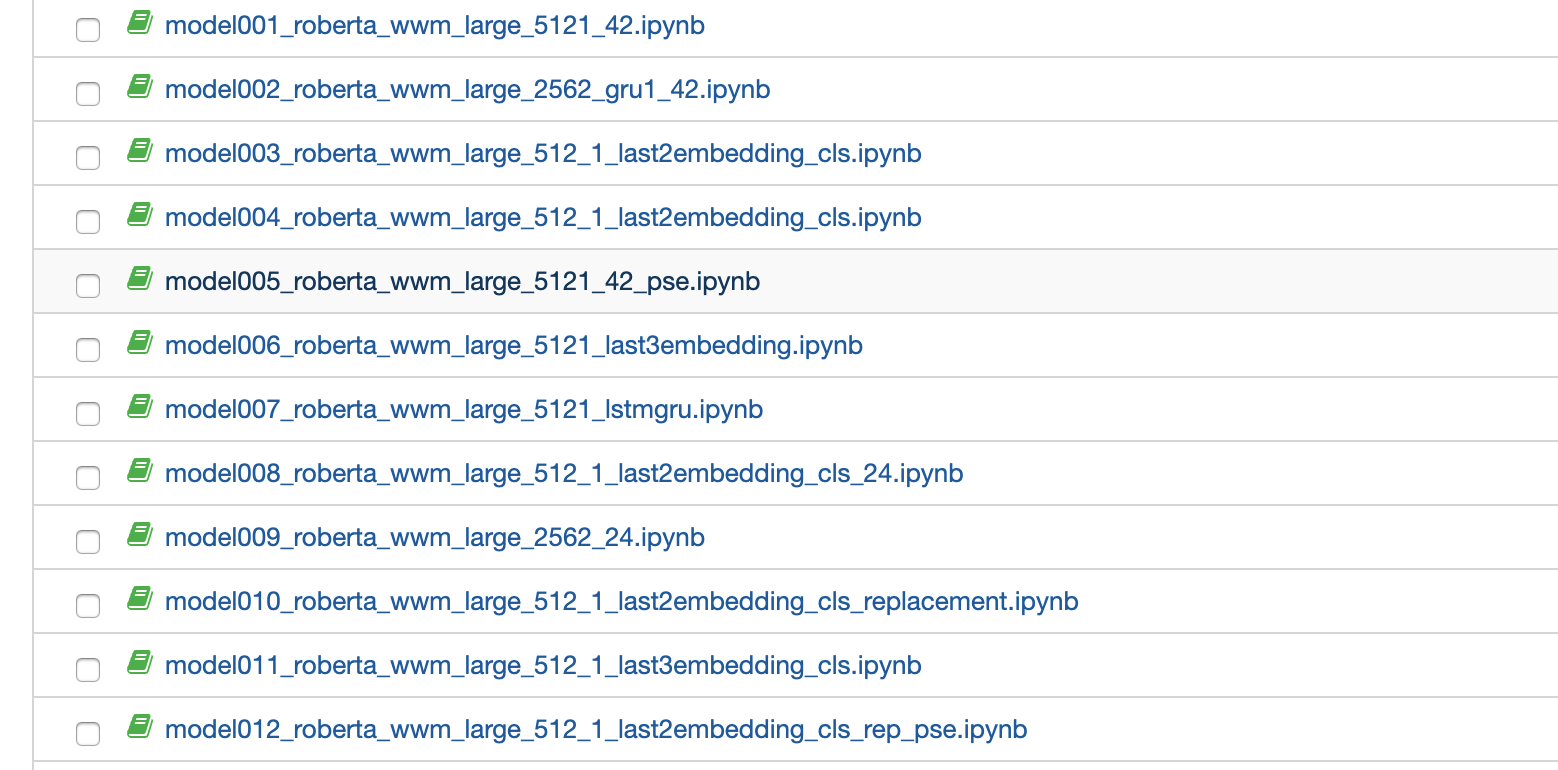 model001_roberta_wwm_large_5121_42.ipynb
model002_roberta_wwm_large_2562_gru1_42.ipynb
model003_roberta_wwm_large_512_1_last2embedding_cls.ipynb
model004_roberta_wwm_large_512_1_last2embedding_cls.ipynb
model005_roberta_wwm_large_5121_42_pse.ipynb
model006_roberta_wwm_large_5121_last3embedding.ipynb
model007_roberta_wwm_large_5121_lstmgru.ipynb
model008_roberta_wwm_large_512_1_last2embedding_cls_24.ipynb
model009_roberta_wwm_large_2562_24.ipynb
model010_roberta_wwm_large_512_1_last2embedding_cls_replacement.ipynb
model011_roberta_wwm_large_512_1_last3embedding_cls.ipynb
model012_roberta_wwm_large_512_1_last2embedding_cls_rep_pse.ipynb